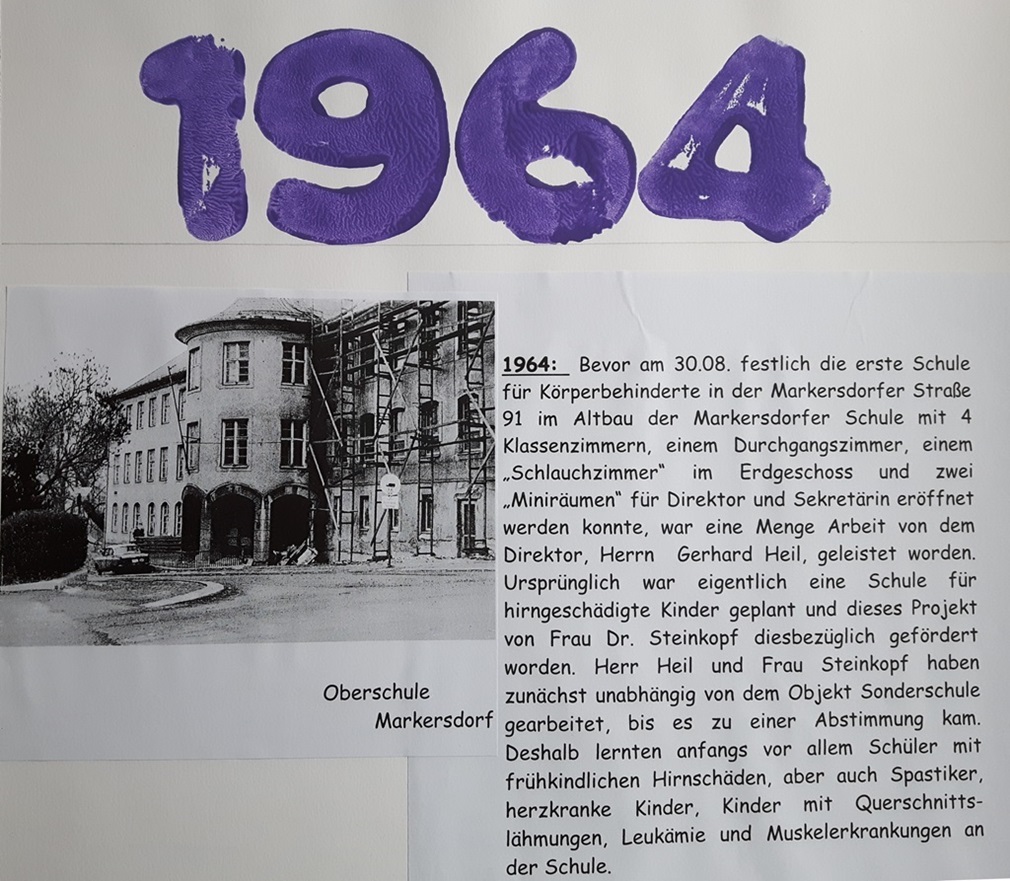 1964
1964: Bevor am 30.08. festlich die erste Schule
für Körperbehinderte in der Markersdorfer Straße
91 im Altbau der Markersdorfer Schule mit 4
Klassenzimmern, einem Durchgangszimmer, einem
„Schlauchzimmer“ im Erdgeschoss und zwei
„Miniräumen“ für Direktor und Sekretärin eröffnet
werden konnte, war eine Menge Arbeit von dem
Direktor, Herrn Gerhard Heil, geleistet worden.
Ursprünglich war eigentlich eine Schule für
hirngeschädigte Kinder geplant und dieses Projekt
von Frau Dr. Steinkopf diesbezüglich gefördert
worden. Herr Heil und Frau Steinkopf haben
zunächst unabhängig von dem Objekt Sonderschule
gearbeitet, bis es zu einer Abstimmung kam.
Deshalb lernten anfangs vor allem Schüler mit
frühkindlichen Hirnschäden, aber auch Spastiker,
herzkranke Kinder, Kinder mit Querschnitts-
lähmungen, Leukämie und Muskelerkrankungen an
der Schule.
Oberschule
Markersdorf